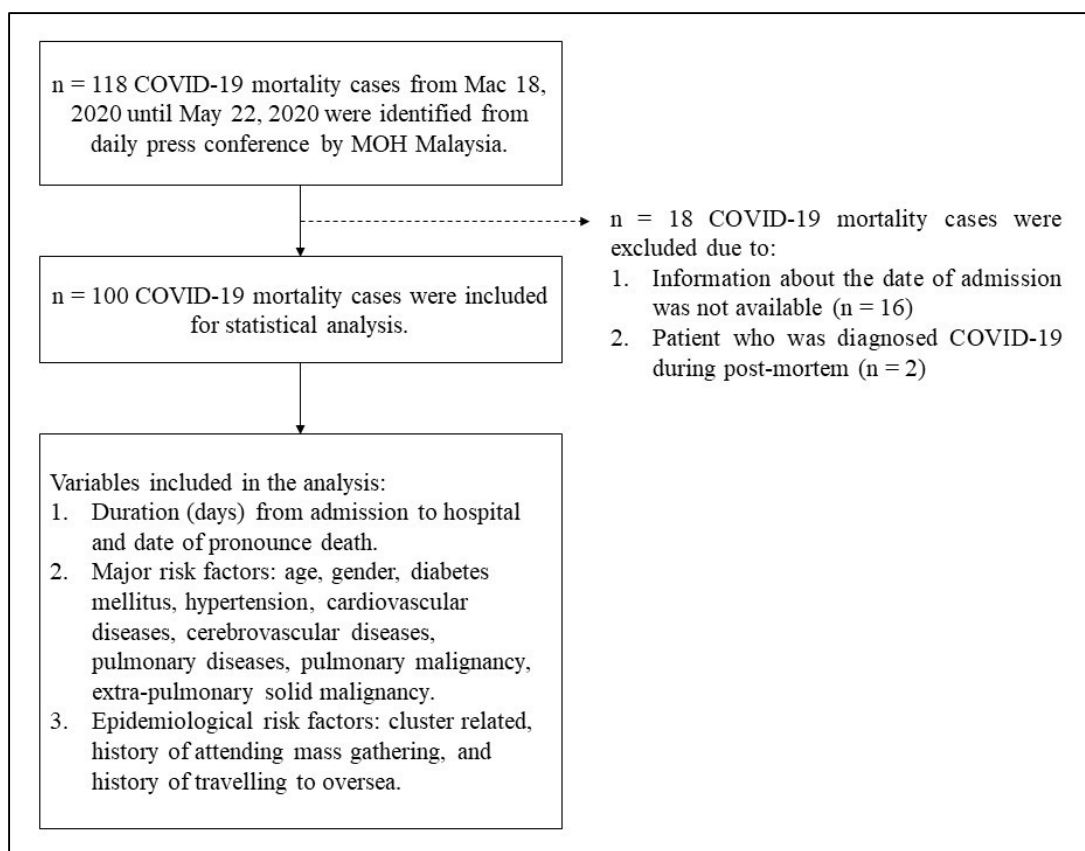 n = 118 COVID-19 mortality cases from Mac 18,
2020 until May 22, 2020 were identified from
daily press conference by MOH Malaysia.
n = 18 COVID-19 mortality cases were
excluded due to:
1. Information about the date of admission
was not available (n = 16)
2. Patient who was diagnosed COVID-19
during post-mortem (n = 2)
n = 100 COVID-19 mortality cases were included
for statistical analysis.
Variables included in the analysis:
1. Duration (days) from admission to hospital
and date of pronounce death.
2. Major risk factors: age, gender, diabetes
mellitus, hypertension, cardiovascular
diseases, cerebrovascular diseases,
pulmonary diseases, pulmonary malignancy,
extra-pulmonary solid malignancy.
3. Epidemiological risk factors: cluster related,
history of attending mass gathering, and
history of travelling to oversea.